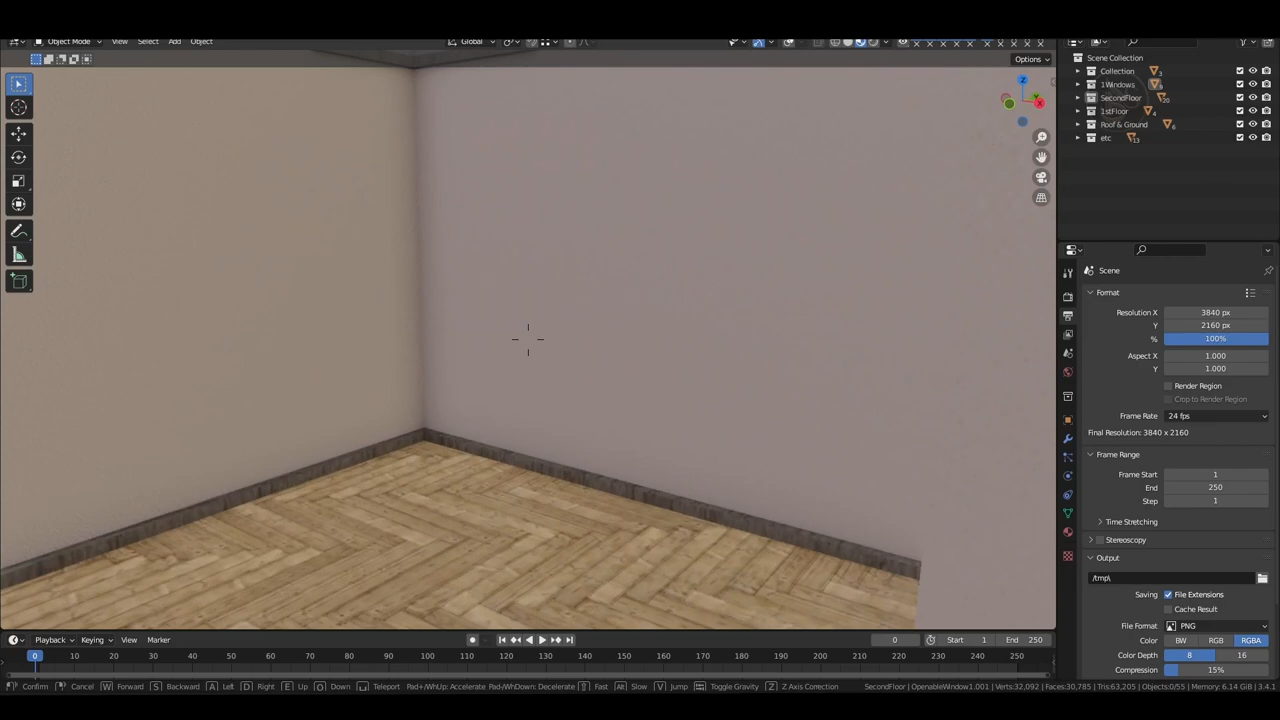 Object Mode View Select Add Object Global
Options
Z
Y
X
Scene Collection
Collection 3
1Windows
SecondFloor 20
1stFloor 4
Roof & Ground 6
etc 13
Scene
Format
Resolution X 3840 px
Y 2160 px
% 100%
Aspect X 1.000
Y 1.000
Render Region
Crop to Render Region
Frame Rate 24 fps
Final Resolution: 3840 x 2160
Frame Range
Frame Start 1
End 250
Step 1
Time Stretching
Stereoscopy
Output
/tmp\
Saving File Extensions
Cache Result
File Format PNG
Color BW RGB RGBA
Color Depth 8 16
Compression 15%
Playback Keying View Marker 0 Start 1 End 250
0 10 20 30 40 50 60 70 80 90 100 110 120 130 140 150 160 170 180 190 200 210 220 230 240 250
Confirm Cancel W Forward S Backward A Left D Right E Up Q Down Teleport Pad+/WhUp: Accelerate Pad-/WhDown: Decelerate Fast Alt Slow V Jump Toggle Gravity Z Z Axis Correction SecondFloor | OpenableWindow1.001 | Verts:32,092 | Faces:30,785 | Tris:63,205 | Objects:0/55 | Memory: 6.14 GiB | 3.4.1